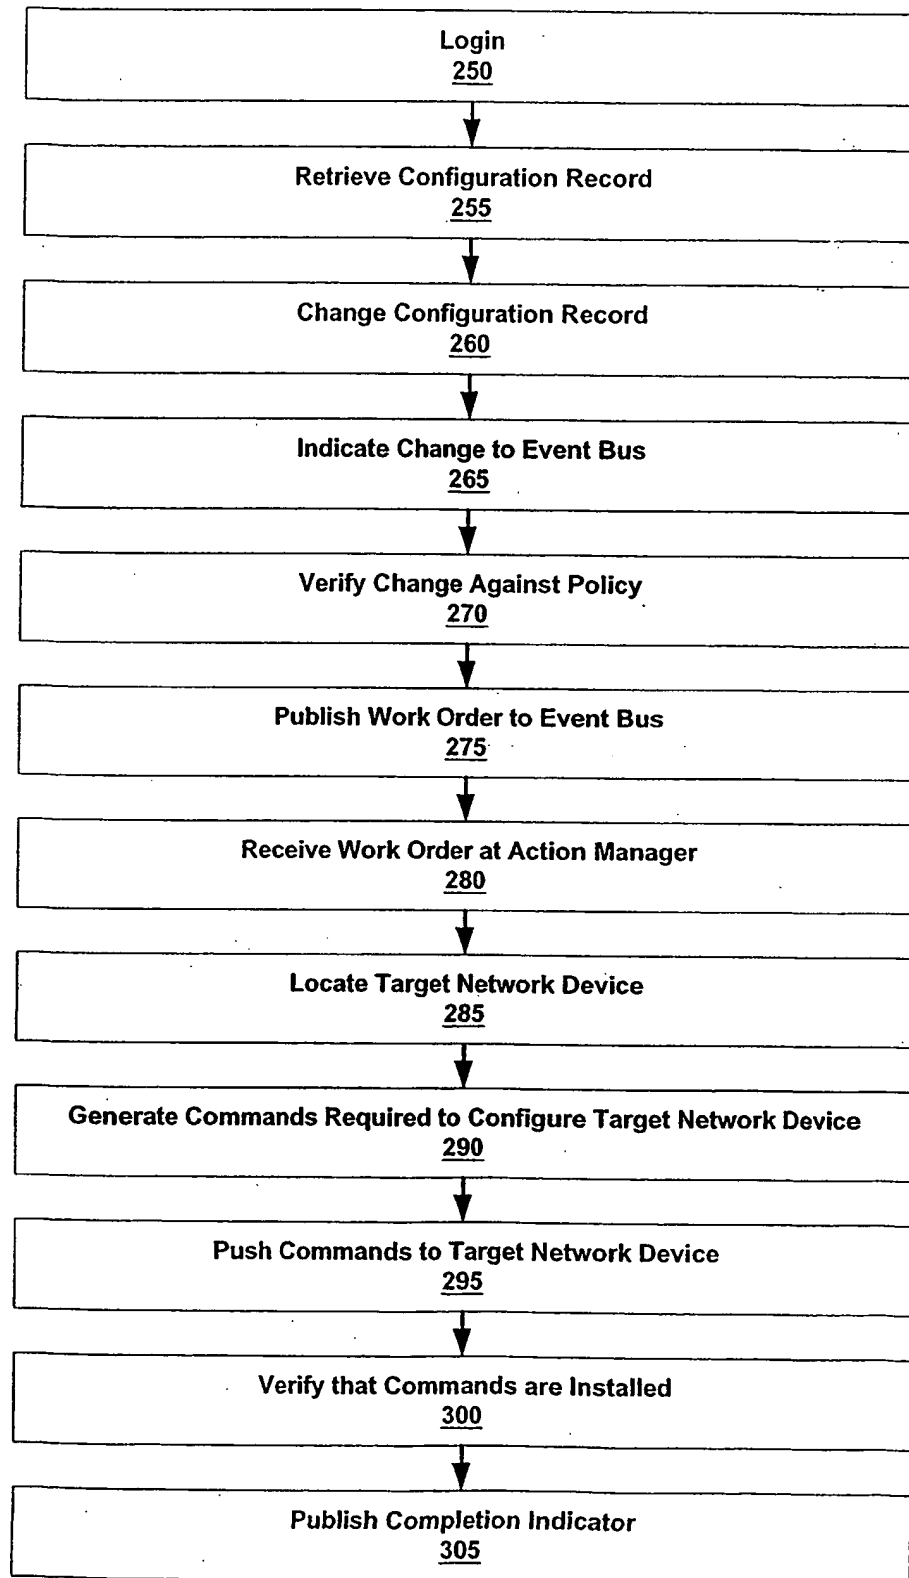 Login
250
Retrieve Configuration Record
255
Change Configuration Record
260
Indicate Change to Event Bus
265
Verify Change Against Policy
270
Publish Work Order to Event Bus
275
Receive Work Order at Action Manager
280
Locate Target Network Device
285
Generate Commands Required to Configure Target Network Device
290
Push Commands to Target Network Device
295
Verify that Commands are Installed
300
Publish Completion Indicator
305